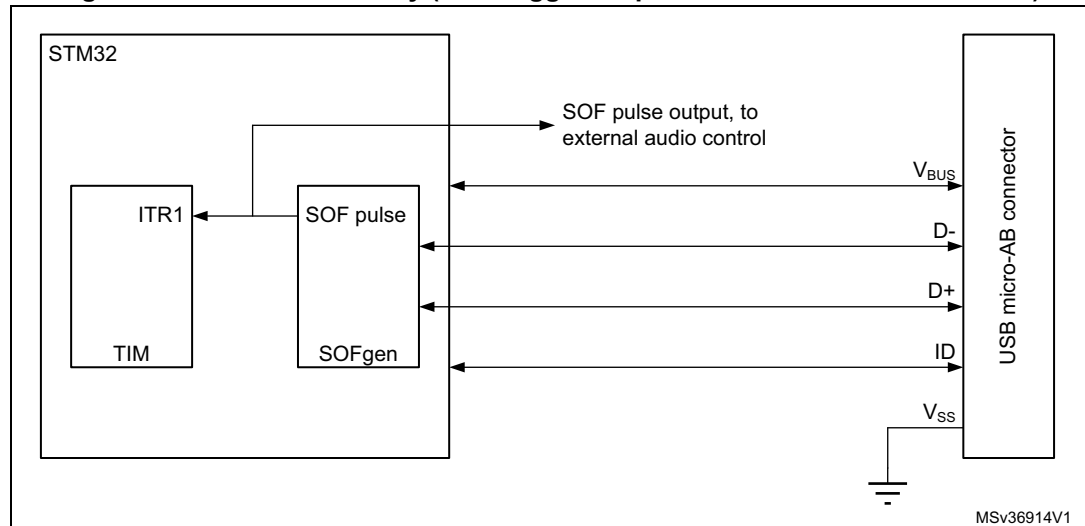 STM32
SOF pulse output, to
external audio control
VBUS
ITR1
SOF pulse
D-
D+
TIM
SOFgen
ID
VSS
USB micro-AB connector
MSv36914V1